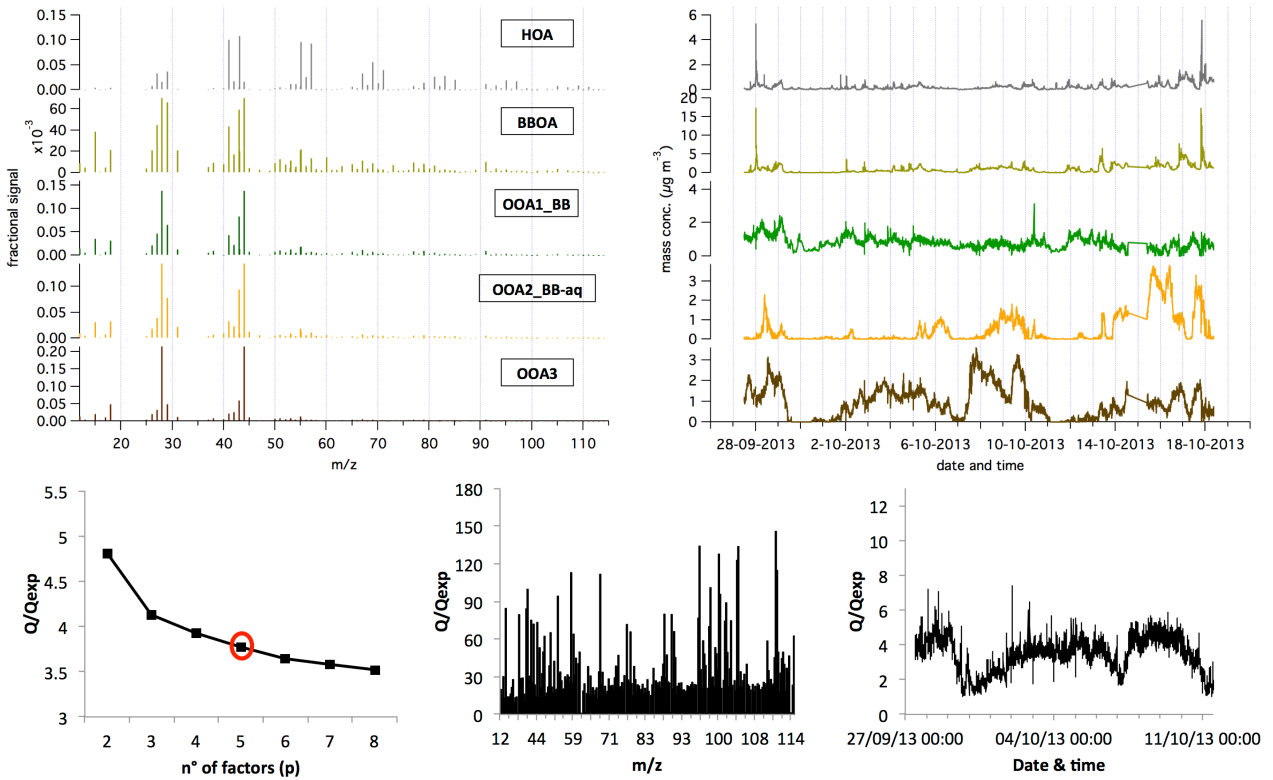 HOA
0.15
0.10
0.05
0.00
BBOA
60
40
20
0
x10⁻³
OOA1_BB
0.15
0.10
0.05
0.00
OOA2_BB-aq
0.10
0.05
0.00
OOA3
0.20
0.15
0.10
0.05
0.00
fractional signal
20 30 40 50 60 70 80 90 100 110
m/z
6
4
2
0
20
15
10
5
0
4
2
0
3
2
1
0
3
2
1
0
mass conc. (µg m⁻³)
28-09-2013 2-10-2013 6-10-2013 10-10-2013 14-10-2013 18-10-2013
date and time
5.5
5
4.5
4
3.5
3
Q/Qexp
2 3 4 5 6 7 8
n° of factors (p)
180
150
120
90
60
30
0
Q/Qexp
12 44 59 71 83 93 100 108 114
m/z
12
10
8
6
4
2
0
Q/Qexp
27/09/13 00:00 04/10/13 00:00 11/10/13 00:00
Date & time